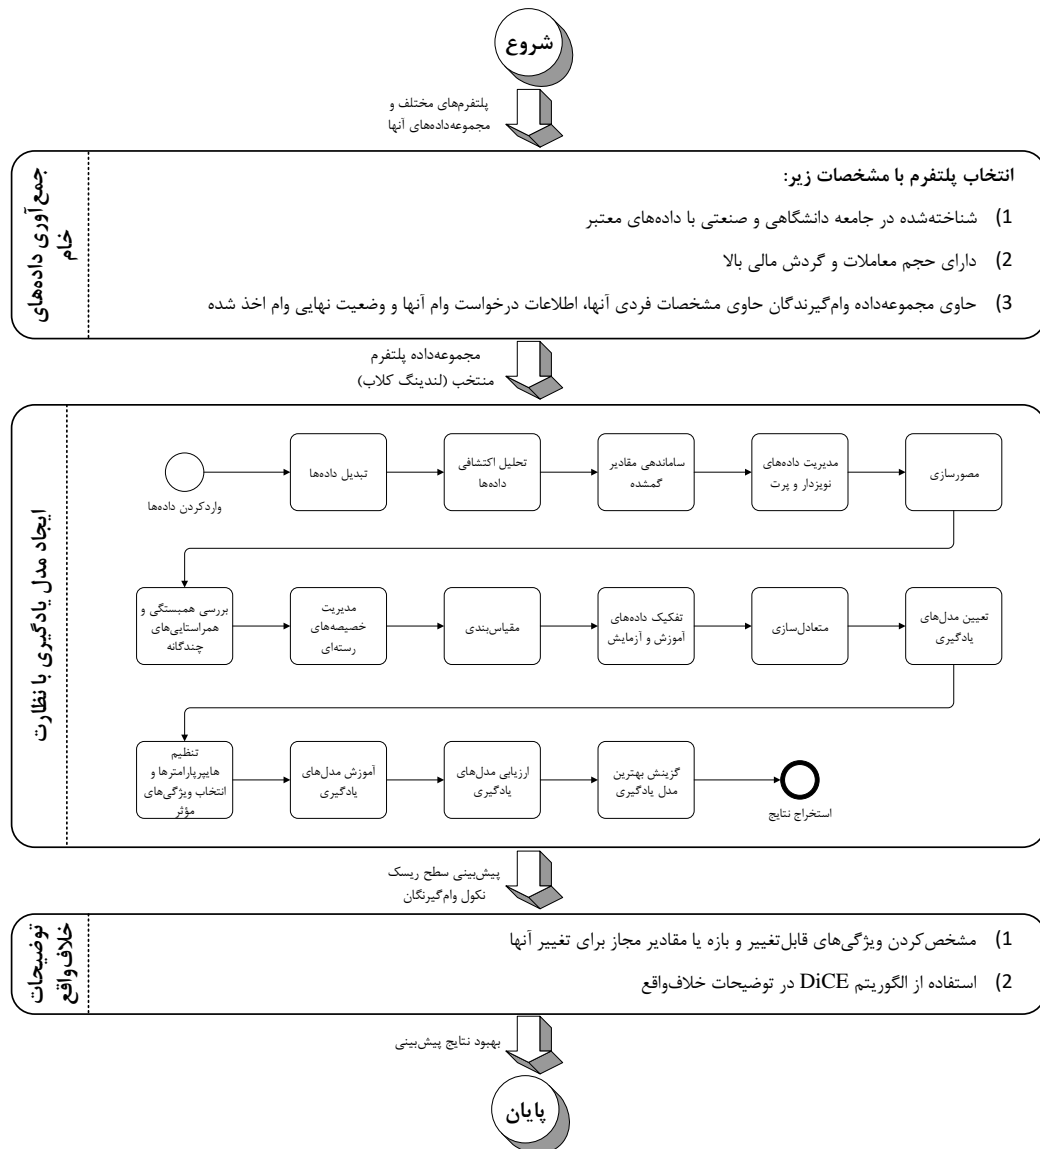 شروع
پلتفرم‌های مختلف و
مجموعه‌داده‌های آنها
جمع‌آوری داده‌های
خام
انتخاب پلتفرم با مشخصات زیر:
1) شناخته‌شده در جامعه دانشگاهی و صنعتی با داده‌های معتبر
2) دارای حجم معاملات و گردش مالی بالا
3) حاوی مجموعه‌داده وام‌گیرندگان حاوی مشخصات فردی آنها، اطلاعات درخواست وام آنها و وضعیت نهایی وام اخذ شده
مجموعه‌داده پلتفرم
منتخب (لندینگ کلاب)
ایجاد مدل یادگیری با نظارت
واردکردن داده‌ها
تبدیل داده‌ها
تحلیل اکتشافی
داده‌ها
ساماندهی مقادیر
گمشده
مدیریت داده‌های
نویزدار و پرت
مصورسازی
بررسی همبستگی و
همراستایی‌های
چندگانه
مدیریت
خصیصه‌های
رسته‌ای
مقیاس‌بندی
تفکیک داده‌های
آموزش و آزمایش
متعادل‌سازی
تعیین مدل‌های
یادگیری
تنظیم
هایپرپارامترها و
انتخاب ویژگی‌های
مؤثر
آموزش مدل‌های
یادگیری
ارزیابی مدل‌های
یادگیری
گزینش بهترین
مدل یادگیری
استخراج نتایج
پیش‌بینی سطح ریسک
نکول وام‌گیرنگان
توضیحات
خلاف‌واقع
1) مشخص‌کردن ویژگی‌های قابل‌تغییر و بازه یا مقادیر مجاز برای تغییر آنها
2) استفاده از الگوریتم DiCE در توضیحات خلاف‌واقع
بهبود نتایج پیش‌بینی
پایان